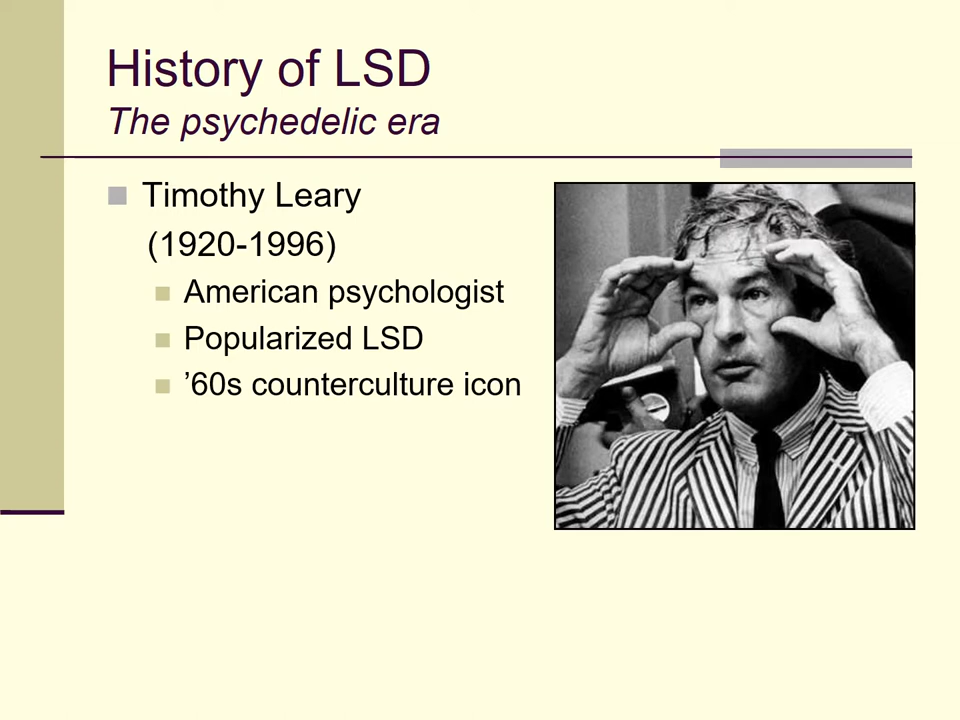 History of LSD
The psychedelic era
Timothy Leary
(1920-1996)
American psychologist
Popularized LSD
’60s counterculture icon